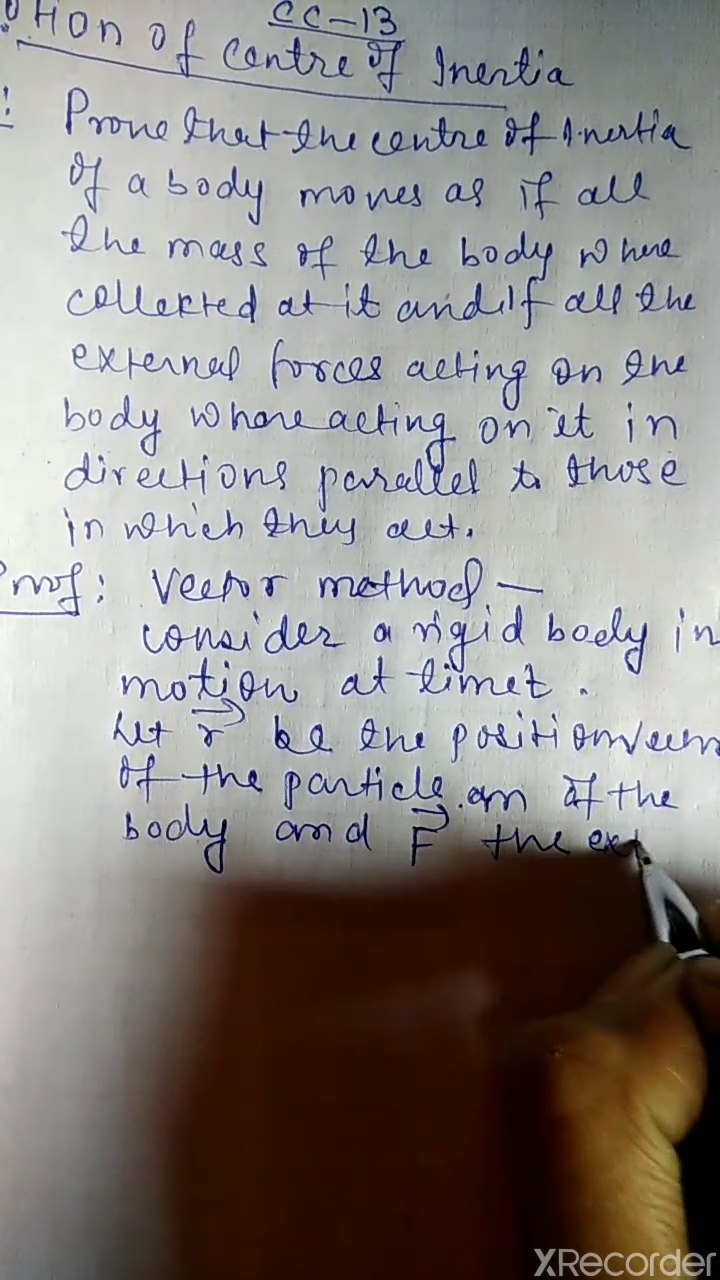 CC-13
of Centre of Inertia
Prove that the centre of Inertia
of a body moves as if all
the mass of the body where
collected at it and if all the
external forces acting on the
body where acting on it in
directions parallel to those
in which they act.
Proof: Vector method —
consider a rigid body in
motion at time t.
Let r⃗ be the position
of the particle m of the
body and F⃗ the ext
XRecorder